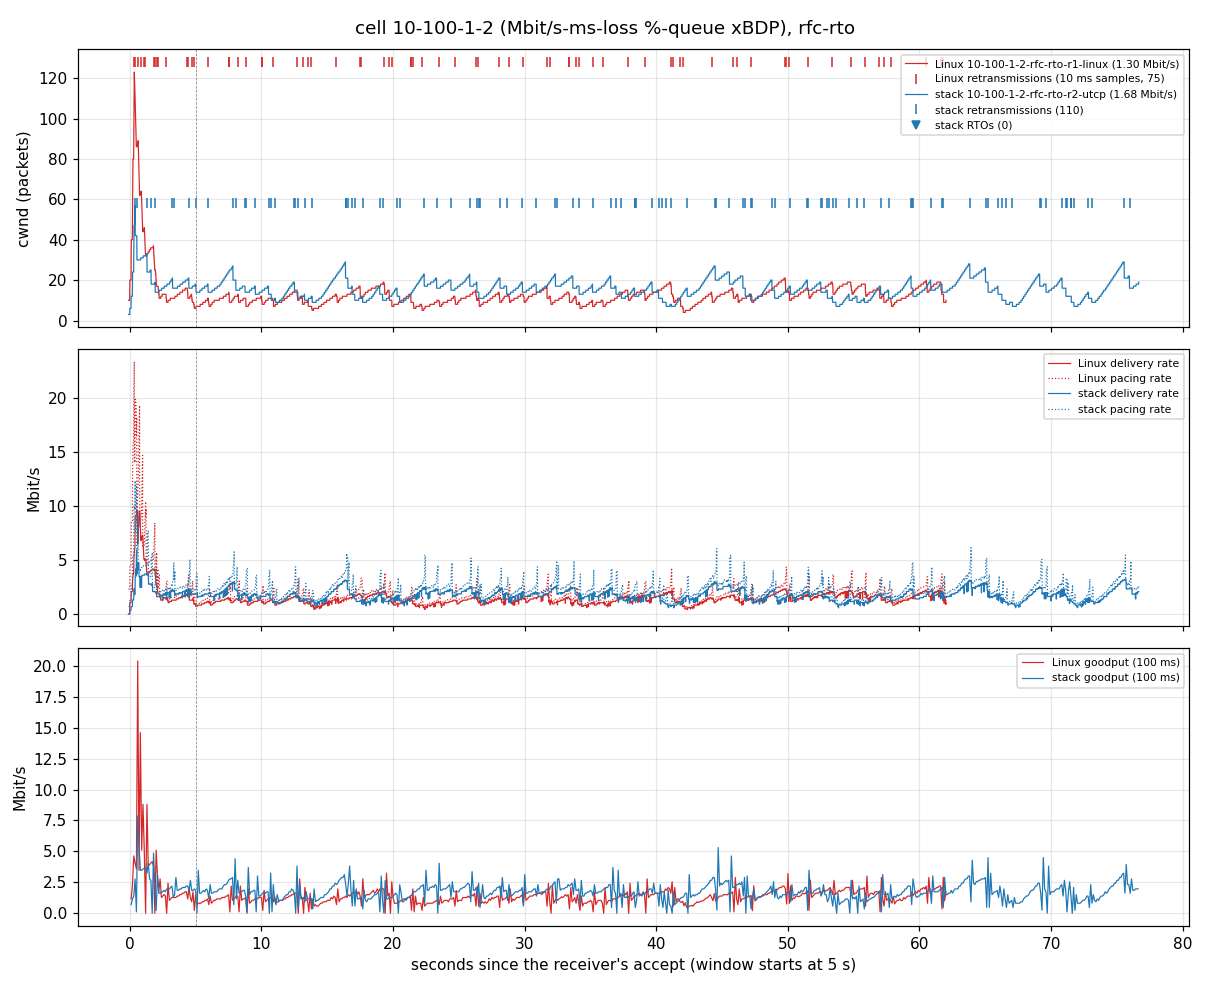 cell 10-100-1-2 (Mbit/s-ms-loss %-queue xBDP), rfc-rto
cwnd (packets)
120
100
80
60
40
20
0
Linux 10-100-1-2-rfc-rto-r1-linux (1.30 Mbit/s)
Linux retransmissions (10 ms samples, 75)
stack 10-100-1-2-rfc-rto-r2-utcp (1.68 Mbit/s)
stack retransmissions (110)
stack RTOs (0)
Mbit/s
20
15
10
5
0
Linux delivery rate
Linux pacing rate
stack delivery rate
stack pacing rate
Mbit/s
20.0
17.5
15.0
12.5
10.0
7.5
5.0
2.5
0.0
Linux goodput (100 ms)
stack goodput (100 ms)
0 10 20 30 40 50 60 70 80
seconds since the receiver's accept (window starts at 5 s)